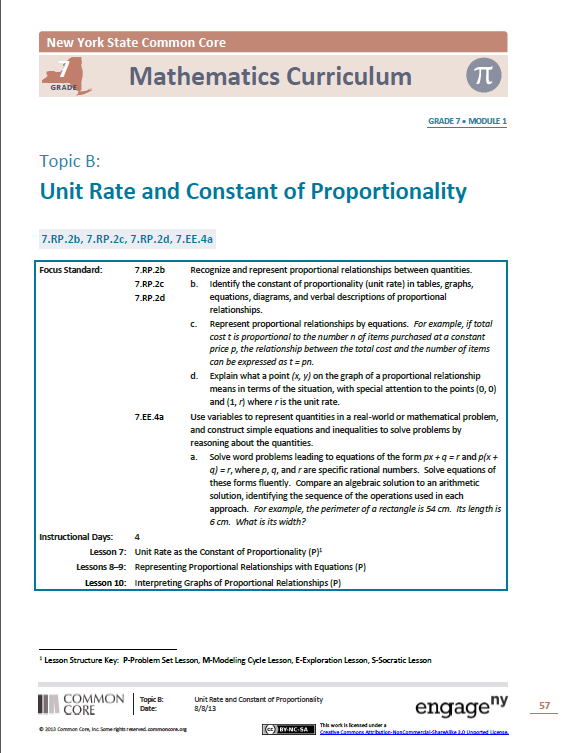 New York State Common Core
7
GRADE
Mathematics Curriculum
π
GRADE 7 • MODULE 1
Topic B:
Unit Rate and Constant of Proportionality
7.RP.2b, 7.RP.2c, 7.RP.2d, 7.EE.4a
Focus Standard: 7.RP.2b Recognize and represent proportional relationships between quantities.
7.RP.2c b. Identify the constant of proportionality (unit rate) in tables, graphs,
7.RP.2d equations, diagrams, and verbal descriptions of proportional
relationships.
c. Represent proportional relationships by equations. For example, if total
cost t is proportional to the number n of items purchased at a constant
price p, the relationship between the total cost and the number of items
can be expressed as t = pn.
d. Explain what a point (x, y) on the graph of a proportional relationship
means in terms of the situation, with special attention to the points (0, 0)
and (1, r) where r is the unit rate.
7.EE.4a Use variables to represent quantities in a real-world or mathematical problem,
and construct simple equations and inequalities to solve problems by
reasoning about the quantities.
a. Solve word problems leading to equations of the form px + q = r and p(x +
q) = r, where p, q, and r are specific rational numbers. Solve equations of
these forms fluently. Compare an algebraic solution to an arithmetic
solution, identifying the sequence of the operations used in each
approach. For example, the perimeter of a rectangle is 54 cm. Its length is
6 cm. What is its width?
Instructional Days: 4
Lesson 7: Unit Rate as the Constant of Proportionality (P)¹
Lessons 8–9: Representing Proportional Relationships with Equations (P)
Lesson 10: Interpreting Graphs of Proportional Relationships (P)
¹ Lesson Structure Key: P-Problem Set Lesson, M-Modeling Cycle Lesson, E-Exploration Lesson, S-Socratic Lesson
COMMON
CORE
Topic B: Unit Rate and Constant of Proportionality
Date: 8/8/13
engageny
57
© 2013 Common Core, Inc. Some rights reserved. commoncore.org
cc BY-NC-SA
This work is licensed under a
Creative Commons Attribution-NonCommercial-ShareAlike 3.0 Unported License.